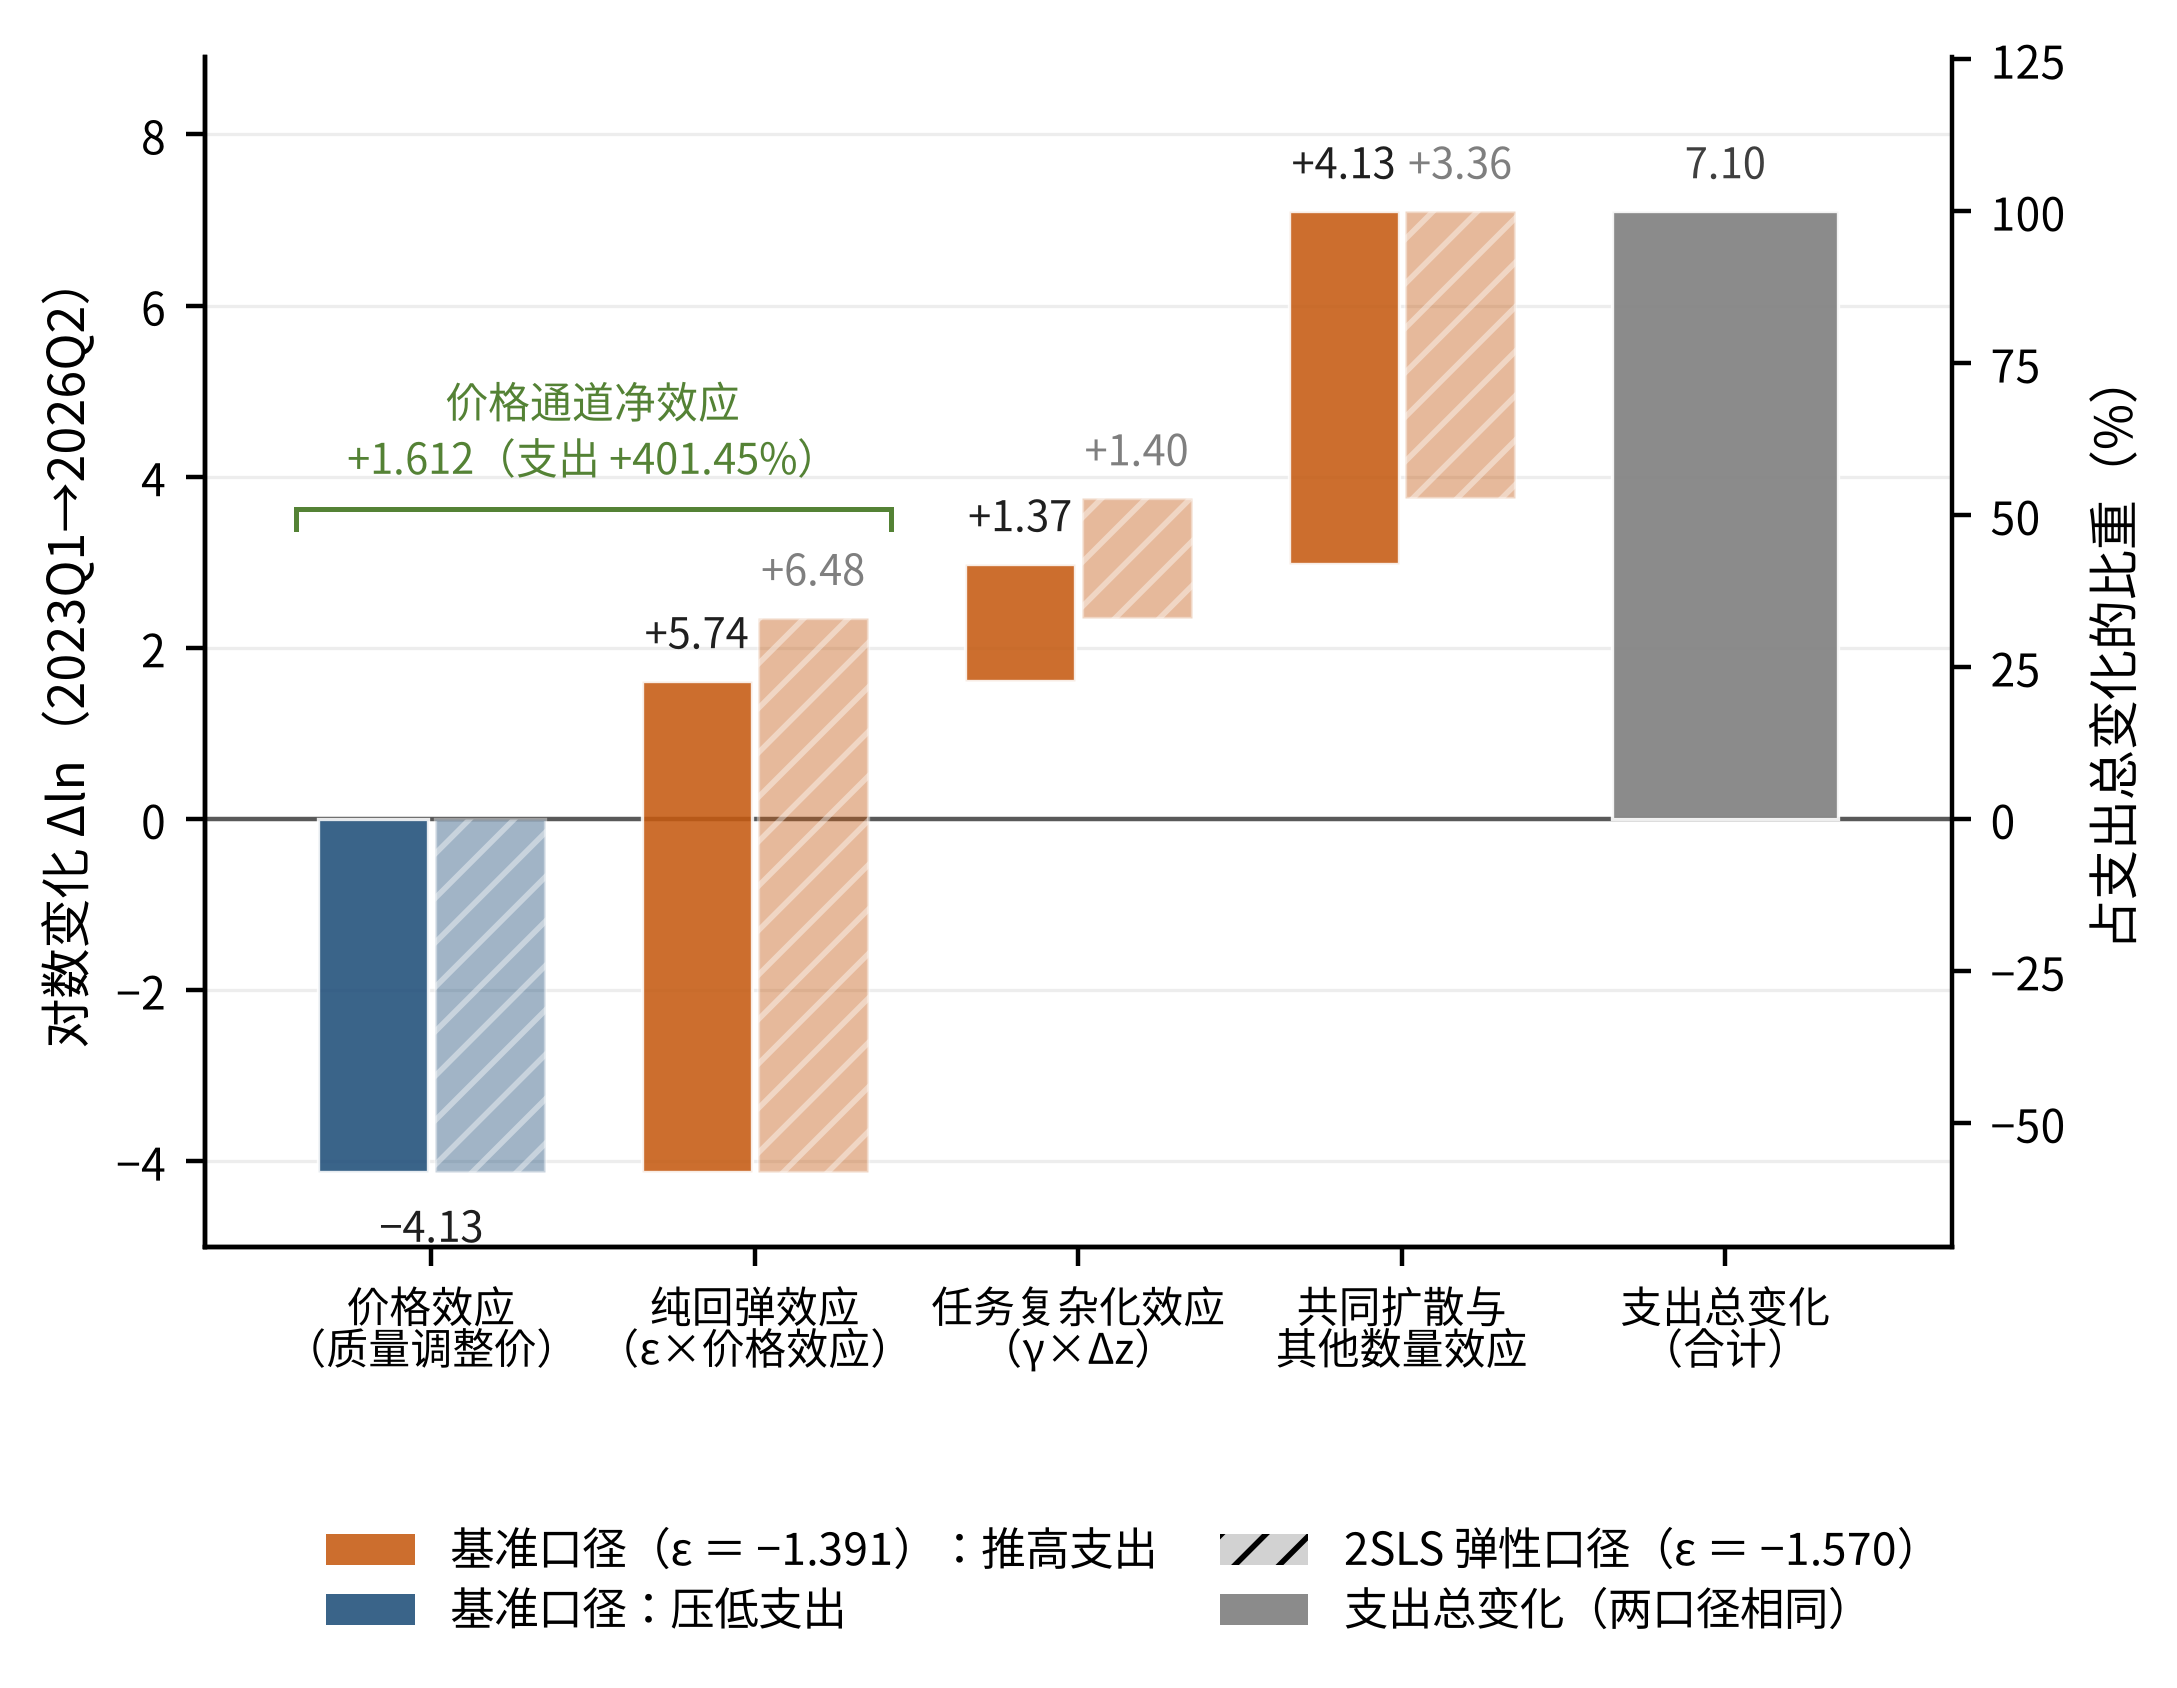 对数变化 Δln（2023Q1→2026Q2）
8
6
4
2
0
−2
−4
价格通道净效应
+1.612（支出 +401.45%）
−4.13
+5.74
+6.48
+1.37
+1.40
+4.13
+3.36
7.10
125
100
75
50
25
0
−25
−50
占支出总变化的比重（%）
价格效应
（质量调整价）
纯回弹效应
（ε×价格效应）
任务复杂化效应
（γ×Δz）
共同扩散与
其他数量效应
支出总变化
（合计）
基准口径（ε = −1.391）：推高支出
基准口径：压低支出
2SLS 弹性口径（ε = −1.570）
支出总变化（两口径相同）